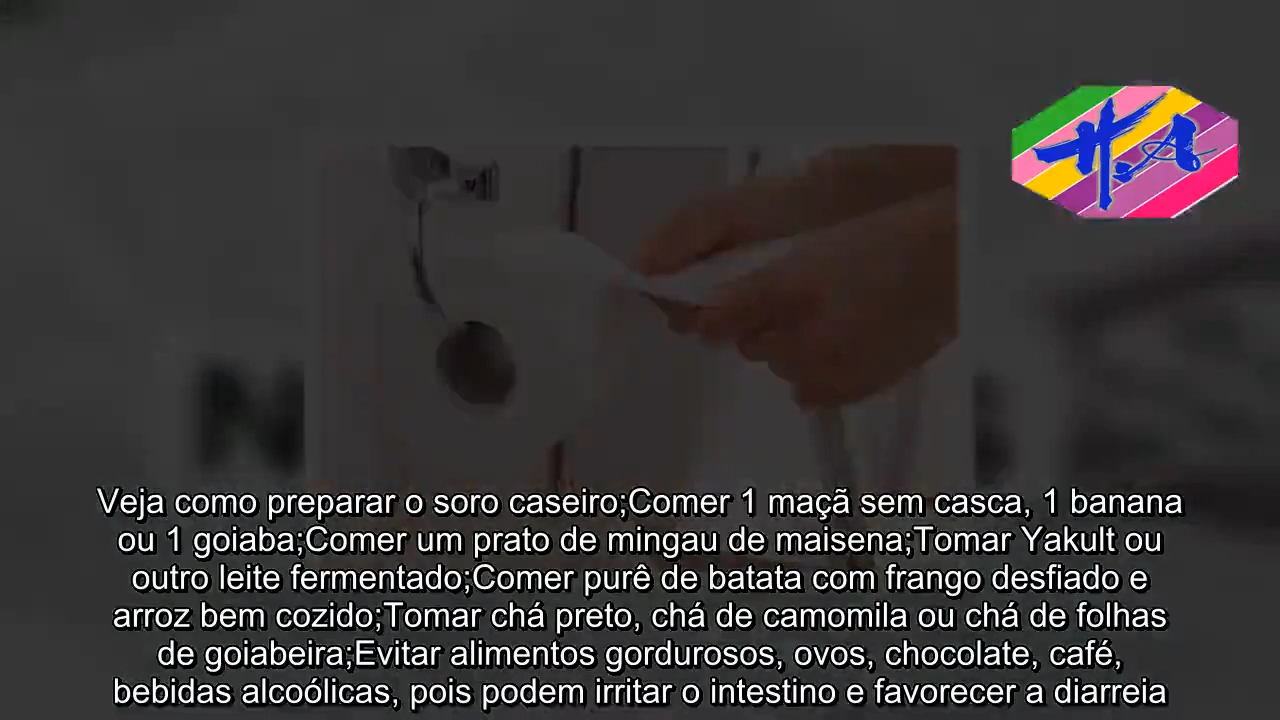 H.A
Veja como preparar o soro caseiro;Comer 1 maçã sem casca, 1 banana
ou 1 goiaba;Comer um prato de mingau de maisena;Tomar Yakult ou
outro leite fermentado;Comer purê de batata com frango desfiado e
arroz bem cozido;Tomar chá preto, chá de camomila ou chá de folhas
de goiabeira;Evitar alimentos gordurosos, ovos, chocolate, café,
bebidas alcoólicas, pois podem irritar o intestino e favorecer a diarreia